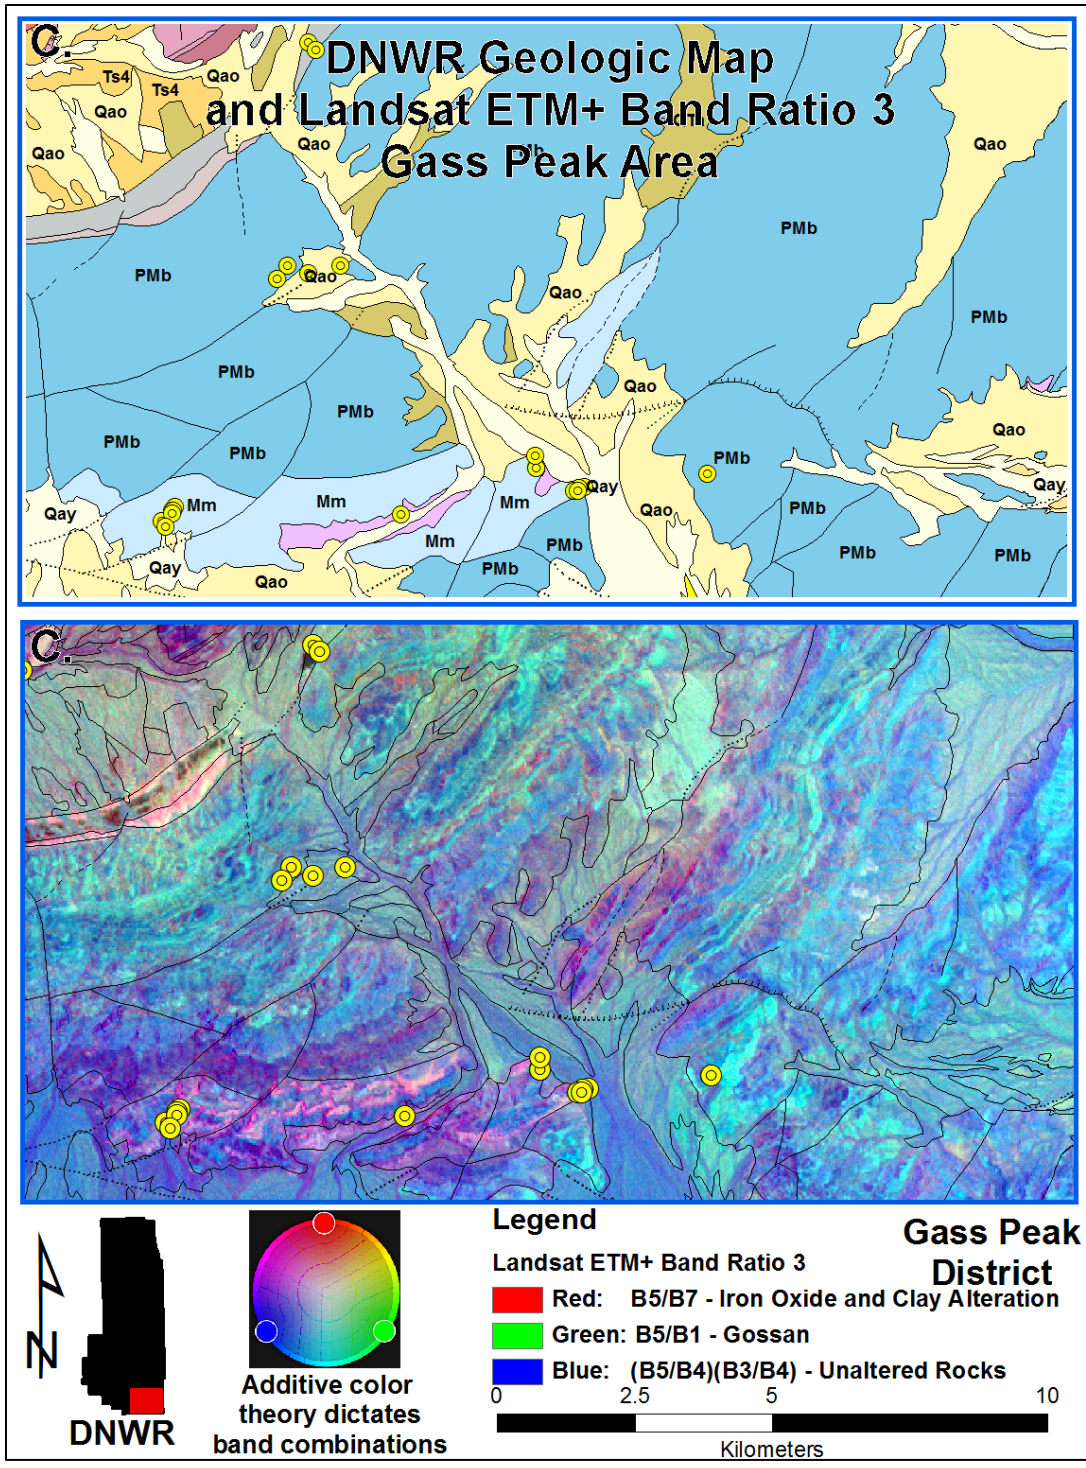 C.
DNWR Geologic Map
and Landsat ETM+ Band Ratio 3
Gass Peak Area
Ts4
Qao
Ts4
Qao
Qao
Qao
Mb
Qao
PMb
PMb
Qao
Qao
PMb
PMb
Qao
PMb
PMb
PMb
Qao
PMb
Qay
Qay
Mm
Mm
Mm
Qay
Qao
PMb
Mm
PMb
PMb
PMb
Qay
Qao
PMb
C.
N
DNWR
Additive color
theory dictates
band combinations
Legend
Landsat ETM+ Band Ratio 3
Red: B5/B7 - Iron Oxide and Clay Alteration
Green: B5/B1 - Gossan
Blue: (B5/B4)(B3/B4) - Unaltered Rocks
0 2.5 5 10
Kilometers
Gass Peak
District